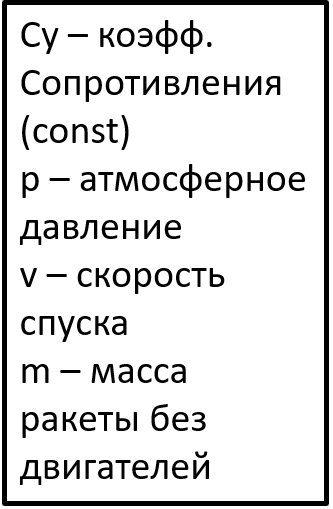 Cy – коэфф.
Сопротивления
(const)
p – атмосферное
давление
v – скорость
спуска
m – масса
ракеты без
двигателей